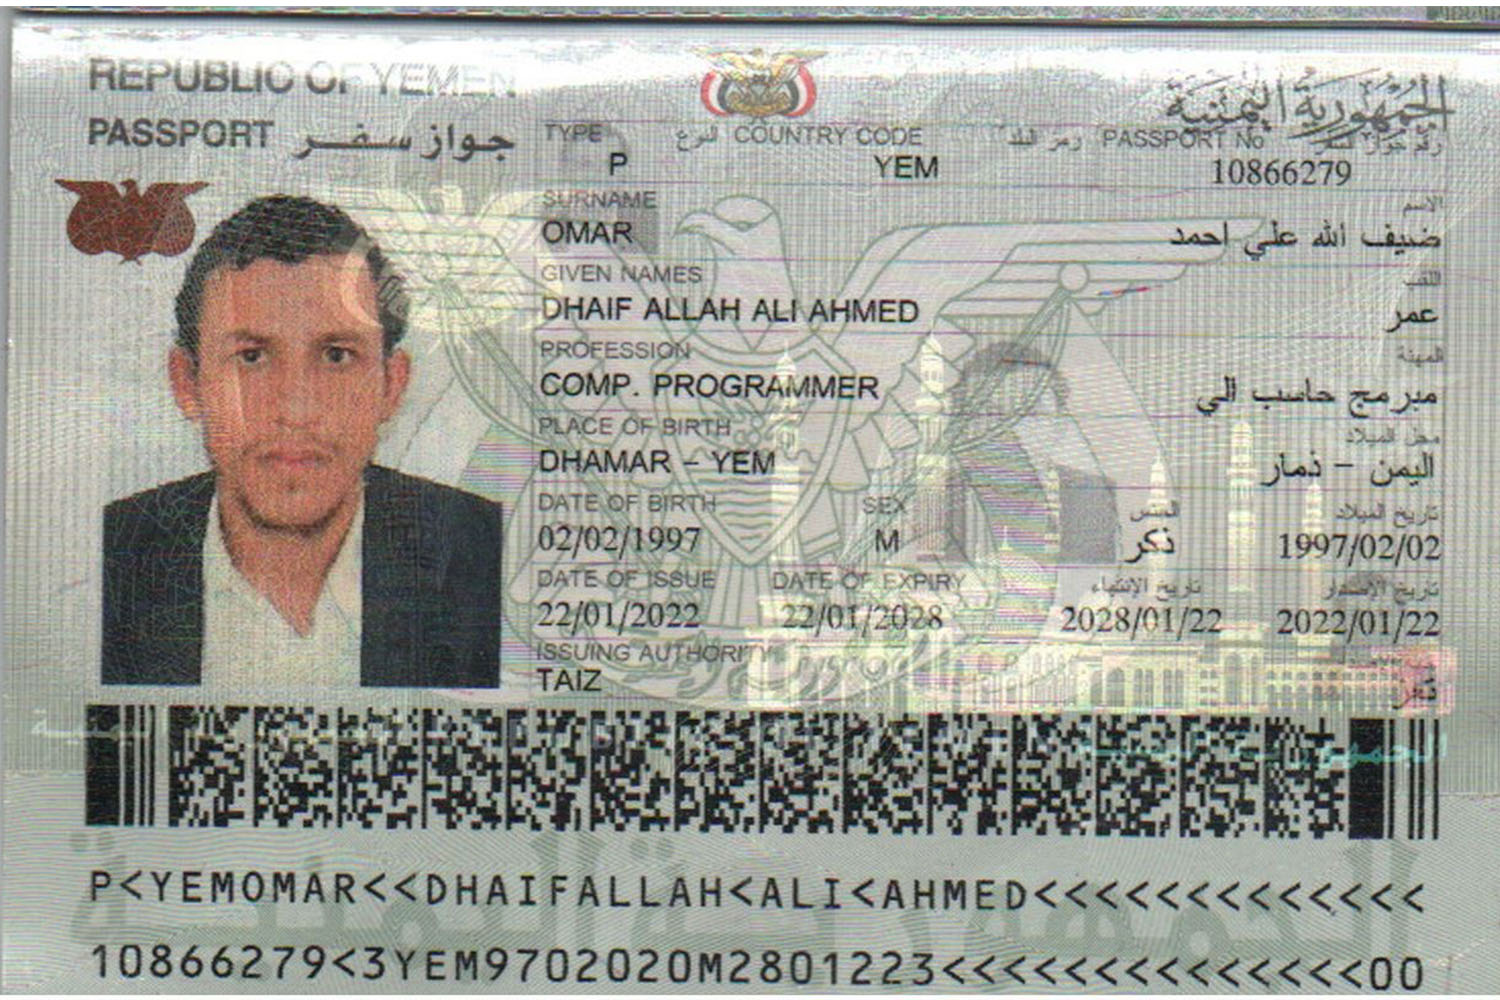 REPUBLIC OF YEMEN
الجمهورية اليمنية
PASSPORT جواز سفر
TYPE النوع COUNTRY CODE رمز البلد PASSPORT No رقم جواز السفر
P YEM 10866279
SURNAME الاسم
OMAR ضيف الله علي احمد
GIVEN NAMES اللقب
DHAIF ALLAH ALI AHMED عمر
PROFESSION المهنة
COMP. PROGRAMMER مبرمج حاسب الي
PLACE OF BIRTH محل الميلاد
DHAMAR – YEM اليمن – ذمار
DATE OF BIRTH SEX الجنس تاريخ الميلاد
02/02/1997 M ذكر 1997/02/02
DATE OF ISSUE DATE OF EXPIRY تاريخ الإنتهاء تاريخ الإصدار
22/01/2022 22/01/2028 2028/01/22 2022/01/22
ISSUING AUTHORITY
TAIZ تعز
P<YEMOMAR<<DHAIFALLAH<ALI<AHMED<<<<<<<<<<<<<
10866279<3YEM9702020M2801223<<<<<<<<<<<<<<00